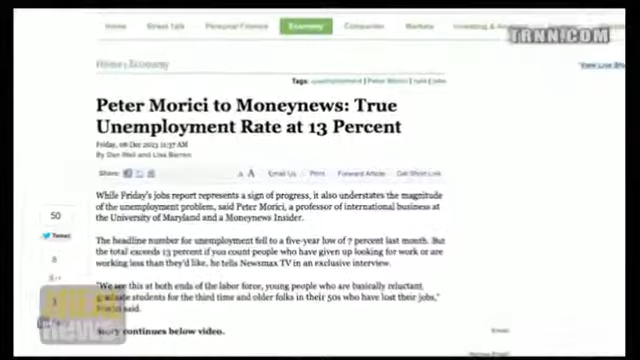 TRNN.COM
Home Street Talk Personal Finance Economy Companies Markets
Home Economy
View Live
Tags: unemployment | Peter Morici | rate | jobs
Peter Morici to Moneynews: True
Unemployment Rate at 13 Percent
Friday, 06 Dec 2013 11:37 AM
By Dan Weil and
Share:
A A Email Us Print Forward Article Get Short Link
While Friday's jobs report represents a sign of progress, it also understates the magnitude
of the unemployment problem, said Peter Morici, a professor of international business at
the University of Maryland and a Moneynews Insider.
50
Tweet
8
The headline number for unemployment fell to a five-year low of 7 percent last month. But
the total exceeds 13 percent if you count people who have given up looking for work or are
working less than they'd like, he tells Newsmax TV in an exclusive interview.
"We see this at both ends of the labor force, young people who are basically reluctant
graduate students for the third time and older folks in their 50s who have lost their jobs,"
Morici said.
news
Story continues below video.
Email